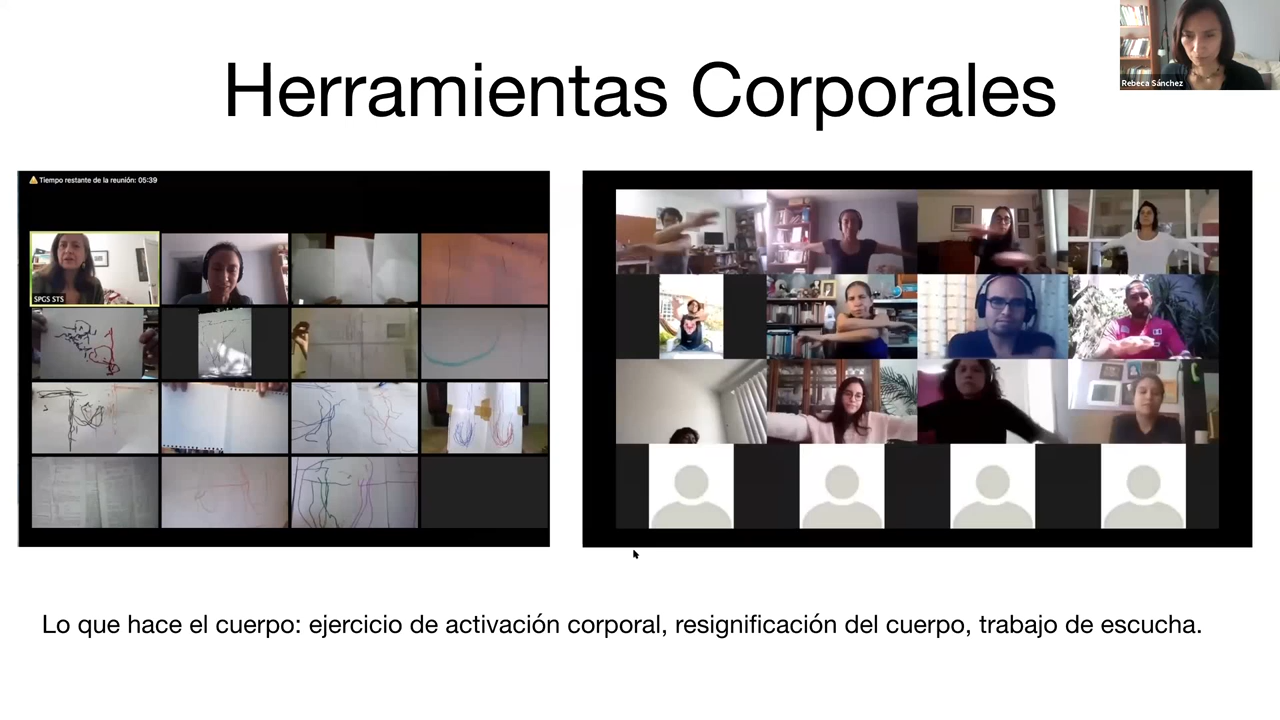 Herramientas Corporales
Rebeca Sánchez
Tiempo restante de la reunión: 05:39
SPGS STS
Lo que hace el cuerpo: ejercicio de activación corporal, resignificación del cuerpo, trabajo de escucha.